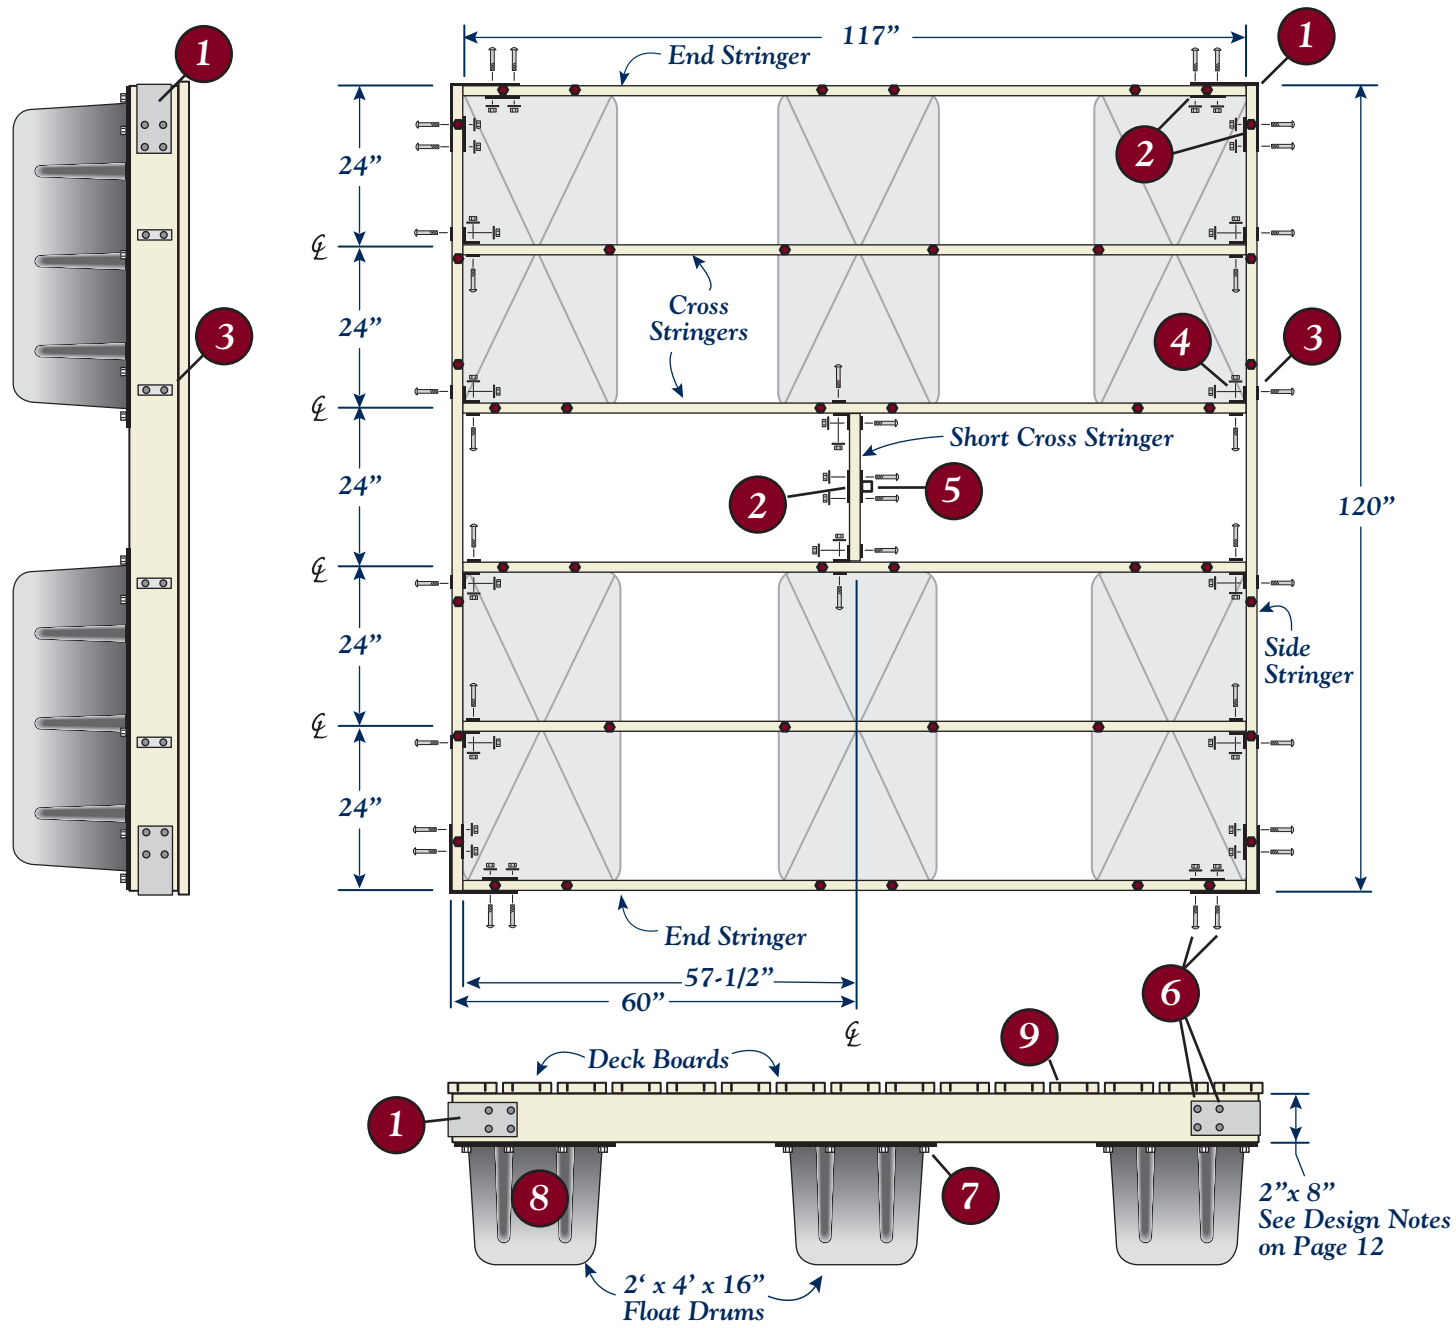 1
117”
1
End Stringer
2
24”
℄
3
24”
Cross
Stringers
4
3
℄
Short Cross Stringer
24”
2
5
120”
℄
24”
Side
Stringer
℄
24”
End Stringer
57-1/2”
60”
6
℄
9
Deck Boards
1
8
7
2”x 8”
See Design Notes
on Page 12
2‘ x 4’ x 16”
Float Drums